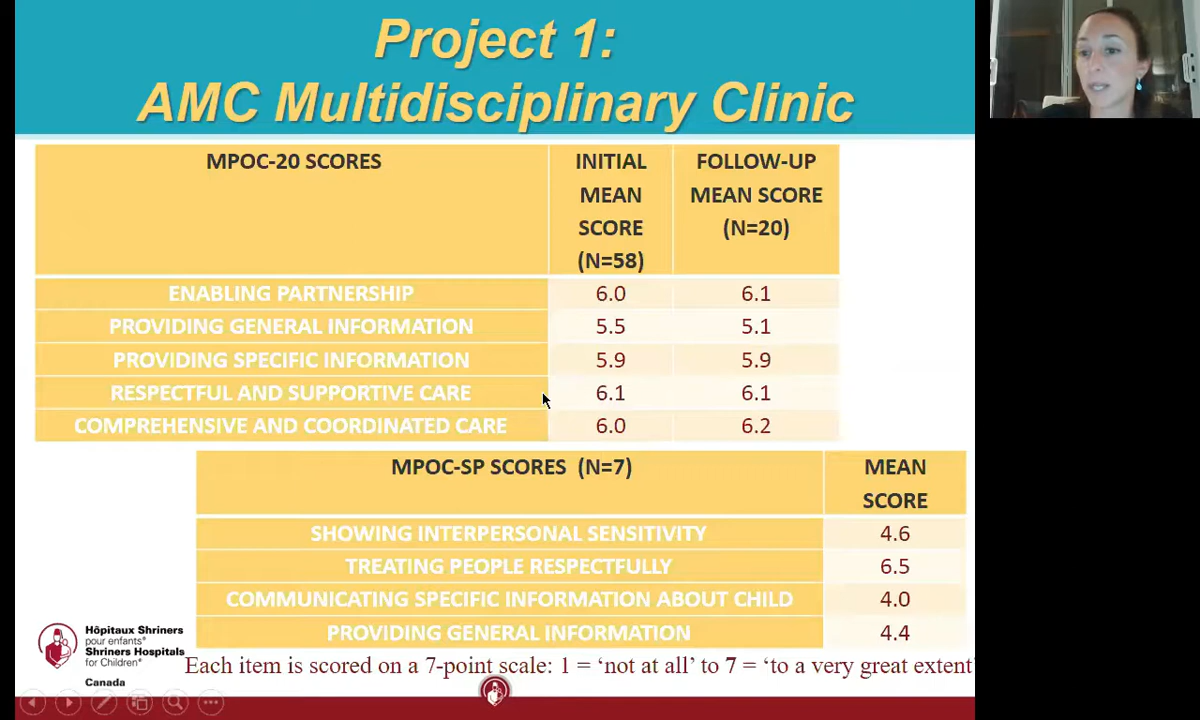 Project 1:
AMC Multidisciplinary Clinic
MPOC-20 SCORES
INITIAL MEAN SCORE (N=58)
FOLLOW-UP MEAN SCORE (N=20)
ENABLING PARTNERSHIP 6.0 6.1
PROVIDING GENERAL INFORMATION 5.5 5.1
PROVIDING SPECIFIC INFORMATION 5.9 5.9
RESPECTFUL AND SUPPORTIVE CARE 6.1 6.1
COMPREHENSIVE AND COORDINATED CARE 6.0 6.2
MPOC-SP SCORES (N=7)
MEAN SCORE
SHOWING INTERPERSONAL SENSITIVITY 4.6
TREATING PEOPLE RESPECTFULLY 6.5
COMMUNICATING SPECIFIC INFORMATION ABOUT CHILD 4.0
PROVIDING GENERAL INFORMATION 4.4
Hôpitaux Shriners
pour enfants®
Shriners Hospitals
for Children®
Canada
Each item is scored on a 7-point scale: 1 = ‘not at all’ to 7 = ‘to a very great extent’